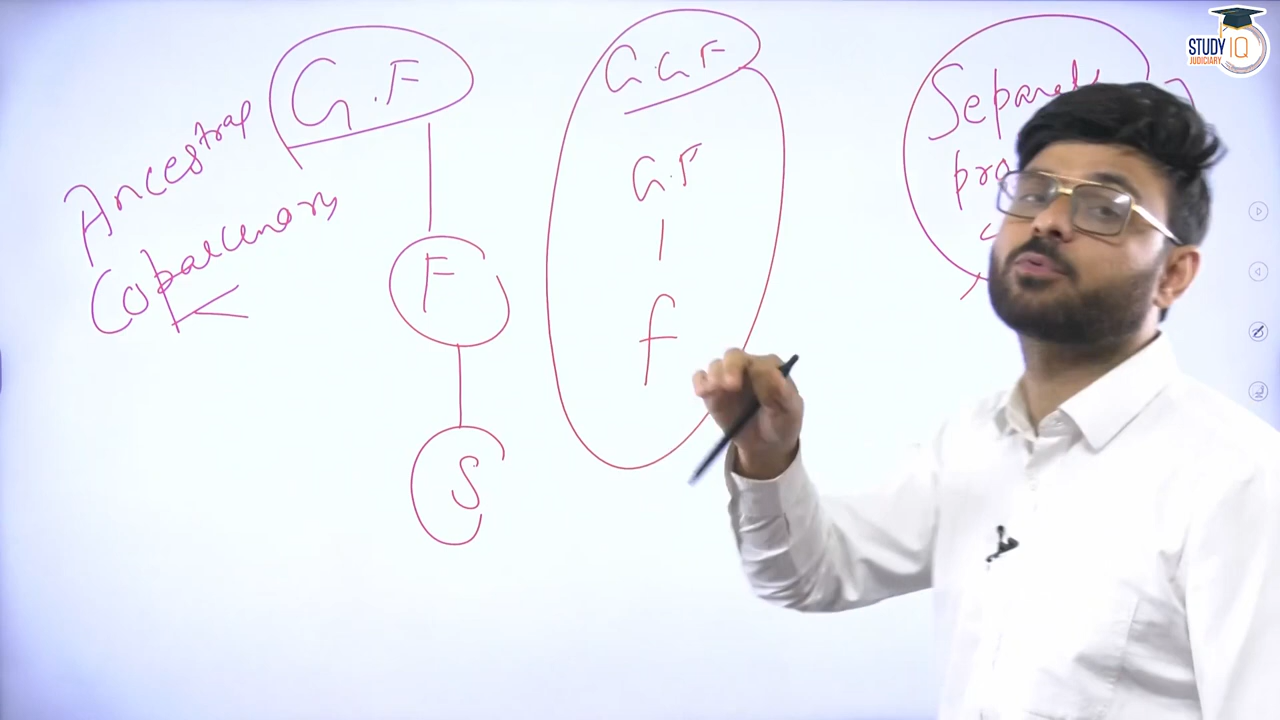 Ancestral
Coparcenary
G.F
F
S
G.G F
G.F
f
STUDY IQ
JUDICIARY